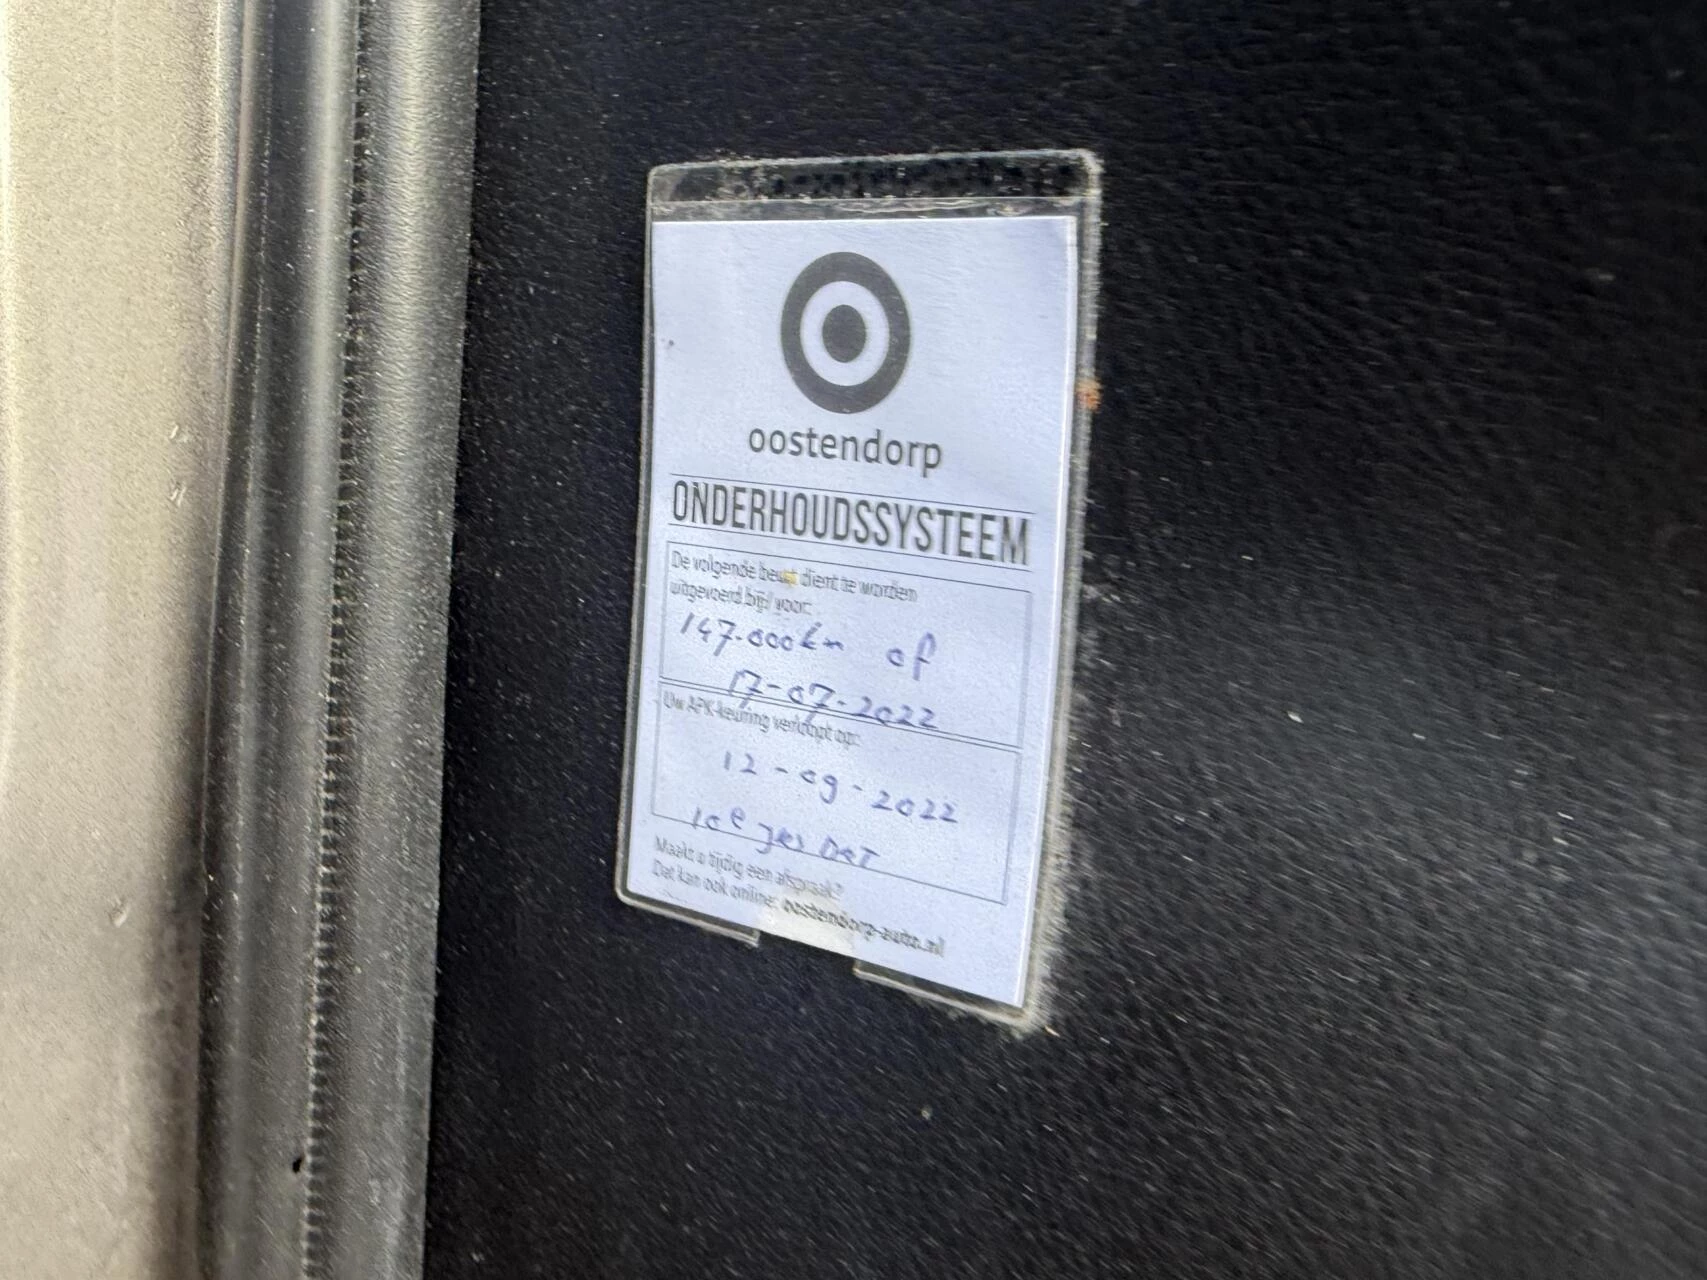 oostendorp
ONDERHOUDSSYSTEEM
De volgende beurt dient te worden
uitgevoerd bij/ voor:
147.000km of
17-07-2022
Uw APK-keuring verloopt op:
12-09-2022
10e
Maakt u tijdig een afspraak?
Dat kan ook online: oostendorp-auto.nl